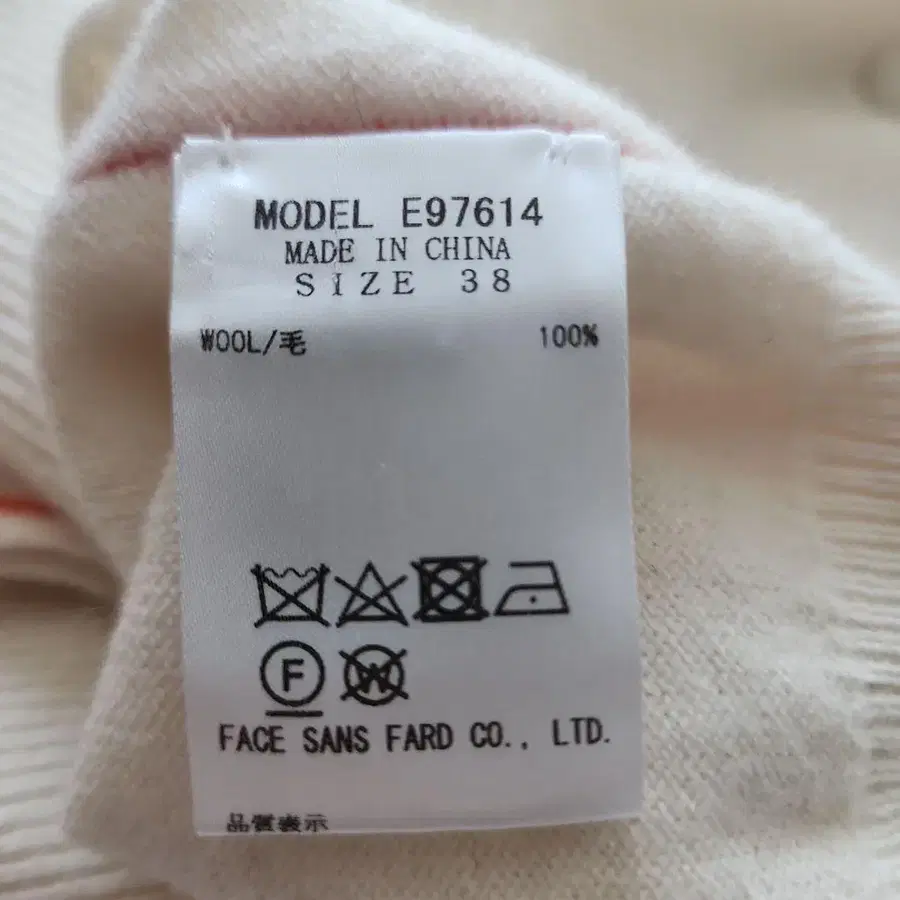 MODEL E97614
MADE IN CHINA
SIZE 38
WOOL/毛 100%
F W
FACE SANS FARD CO., LTD.
品質表示